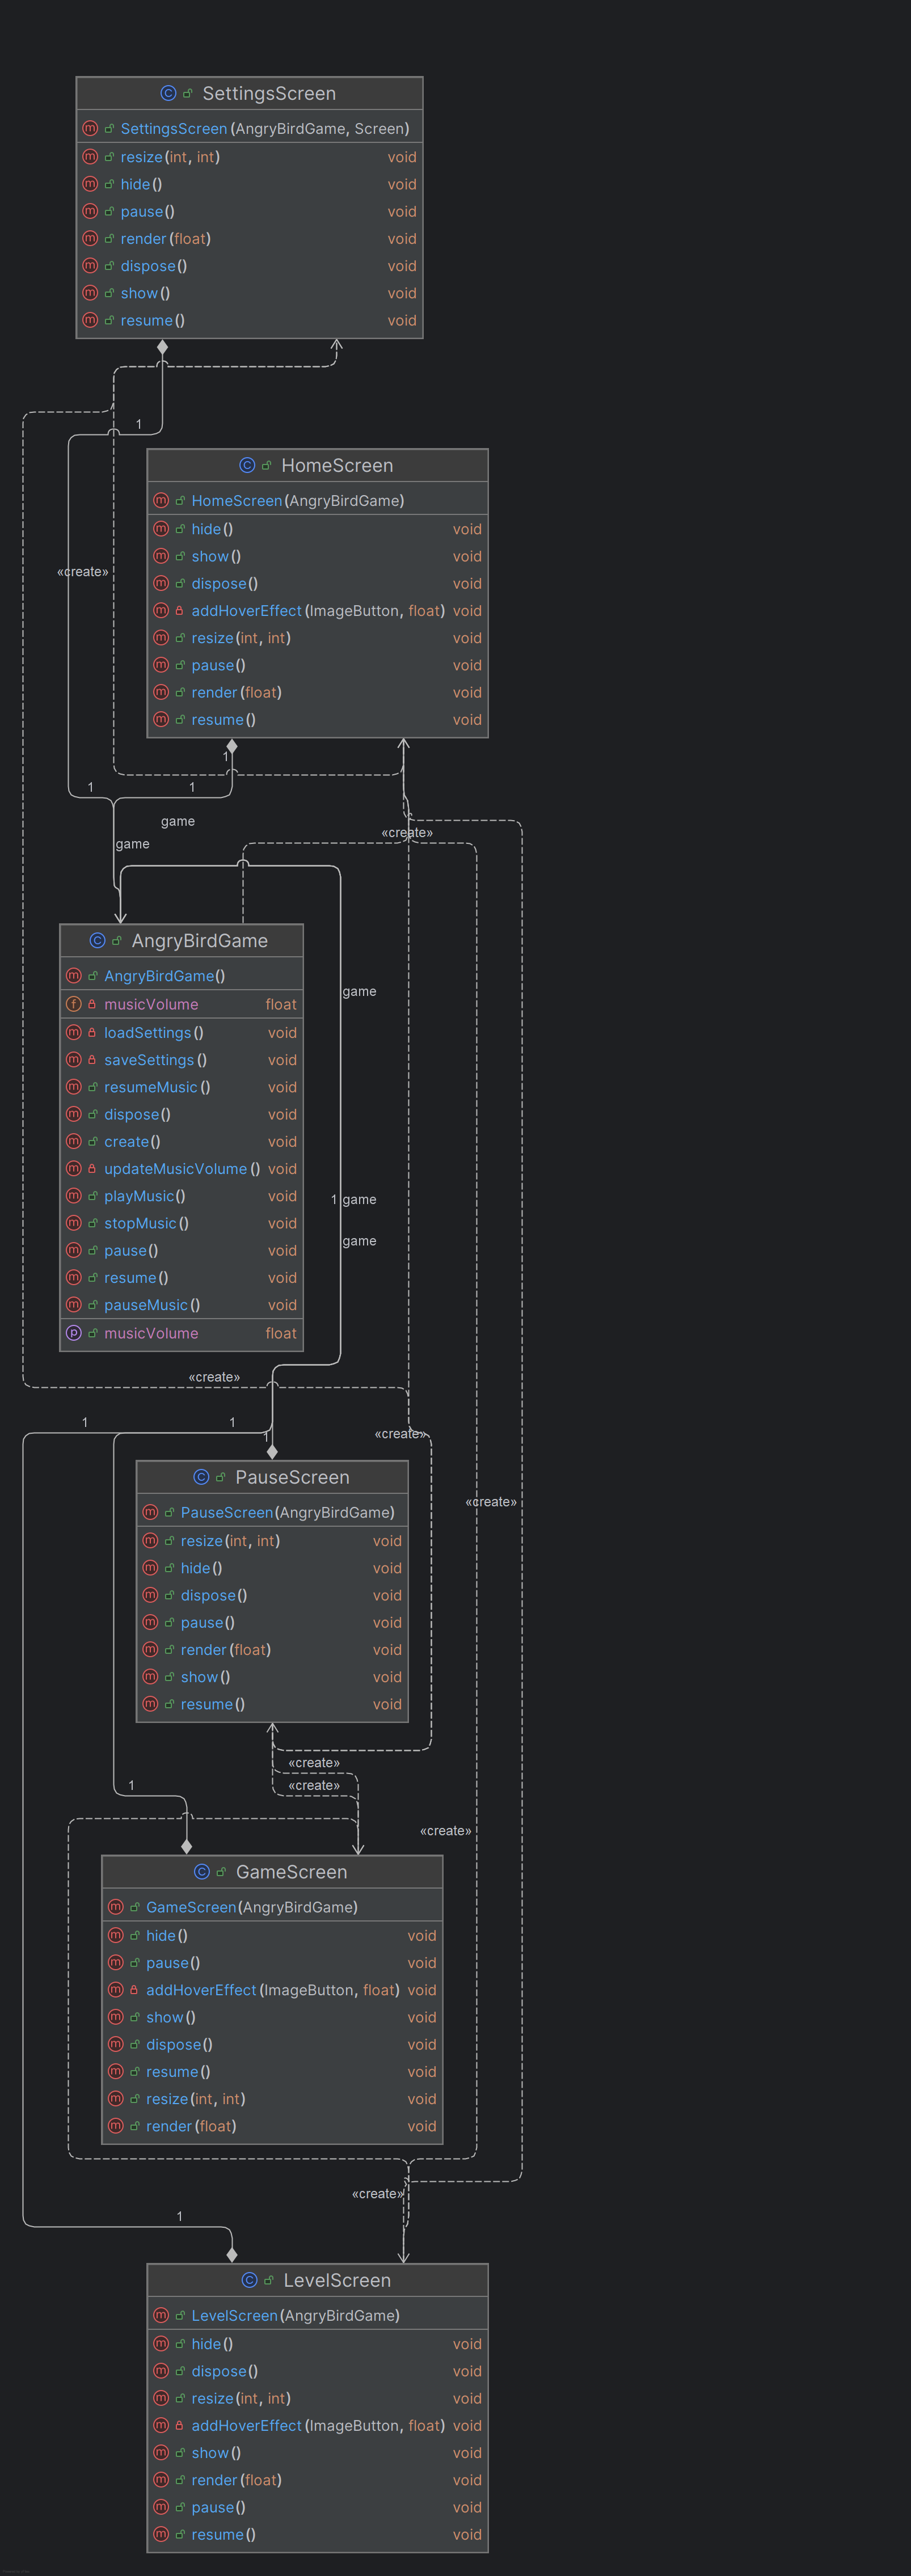 SettingsScreen
SettingsScreen(AngryBirdGame, Screen)
resize(int, int) void
hide() void
pause() void
render(float) void
dispose() void
show() void
resume() void
1
HomeScreen
HomeScreen(AngryBirdGame)
hide() void
show() void
«create»
dispose() void
addHoverEffect(ImageButton, float) void
resize(int, int) void
pause() void
render(float) void
resume() void
1
1
1
game
«create»
game
AngryBirdGame
AngryBirdGame()
game
musicVolume float
loadSettings() void
saveSettings() void
resumeMusic() void
dispose() void
create() void
updateMusicVolume() void
playMusic() void
1 game
stopMusic() void
game
pause() void
resume() void
pauseMusic() void
musicVolume float
«create»
1
1
1
«create»
PauseScreen
«create»
PauseScreen(AngryBirdGame)
resize(int, int) void
hide() void
dispose() void
pause() void
render(float) void
show() void
resume() void
«create»
«create»
1
«create»
GameScreen
GameScreen(AngryBirdGame)
hide() void
pause() void
addHoverEffect(ImageButton, float) void
show() void
dispose() void
resume() void
resize(int, int) void
render(float) void
«create»
1
LevelScreen
LevelScreen(AngryBirdGame)
hide() void
dispose() void
resize(int, int) void
addHoverEffect(ImageButton, float) void
show() void
render(float) void
pause() void
resume() void